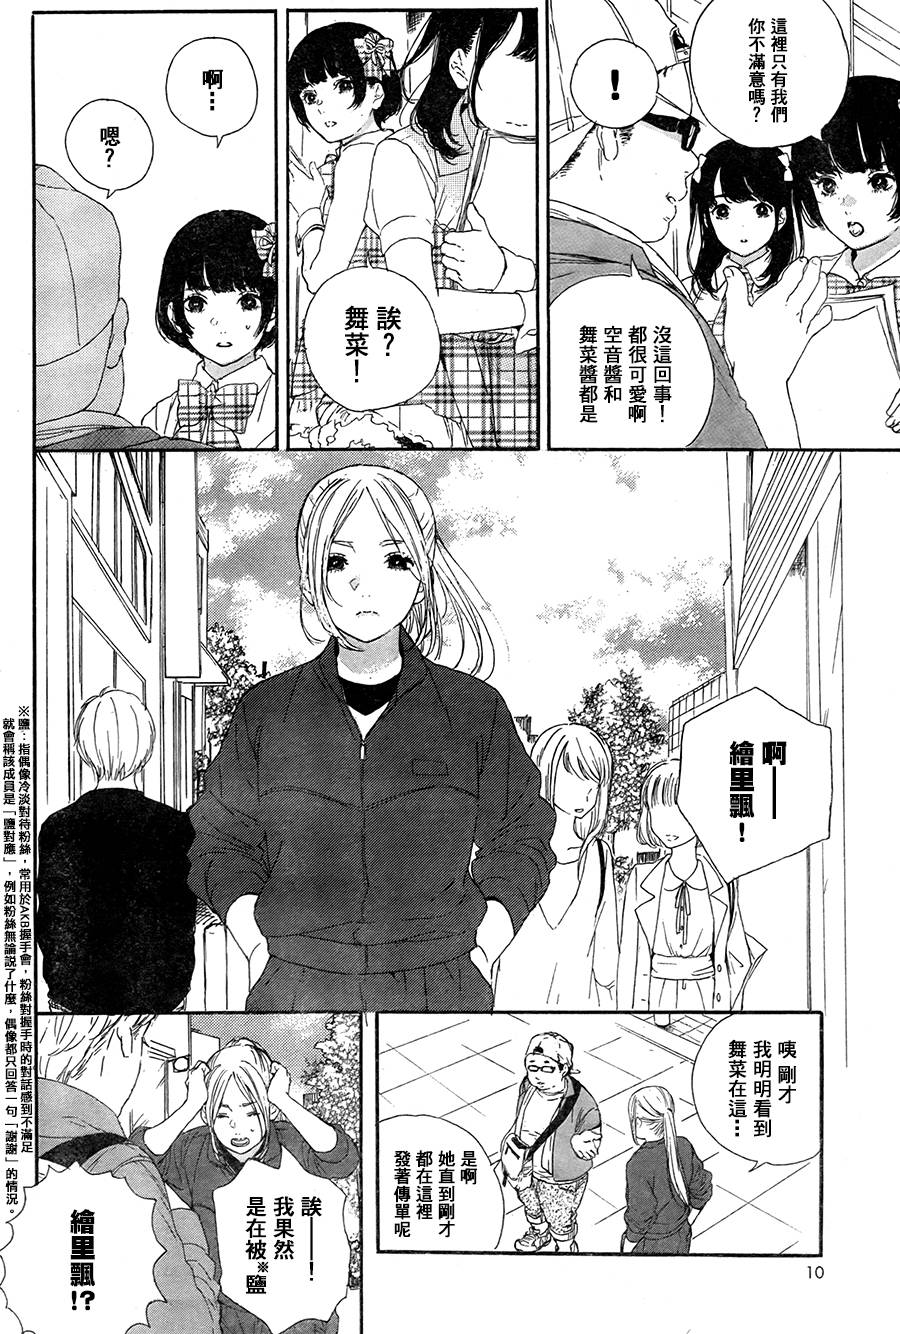 這裡只有我們
你不滿意嗎？
！
沒這回事！
都很可愛啊
空音醬和
舞菜醬都是
誒？
舞菜！
啊…
嗯？
啊——
繪里飄！
咦 剛才
我明明看到
舞菜在這…
是啊
她直到剛才
都在這裡
發著傳單呢
誒——！
我果然
是在被※鹽
繪里飄！？
※鹽：指偶像冷淡對待粉絲，常用於AKB握手會，粉絲對握手時的對話感到不滿足
就會稱該成員是「鹽對應」，例如粉絲無論説了什麼，偶像都只回答一句「謝謝」的情況。
10